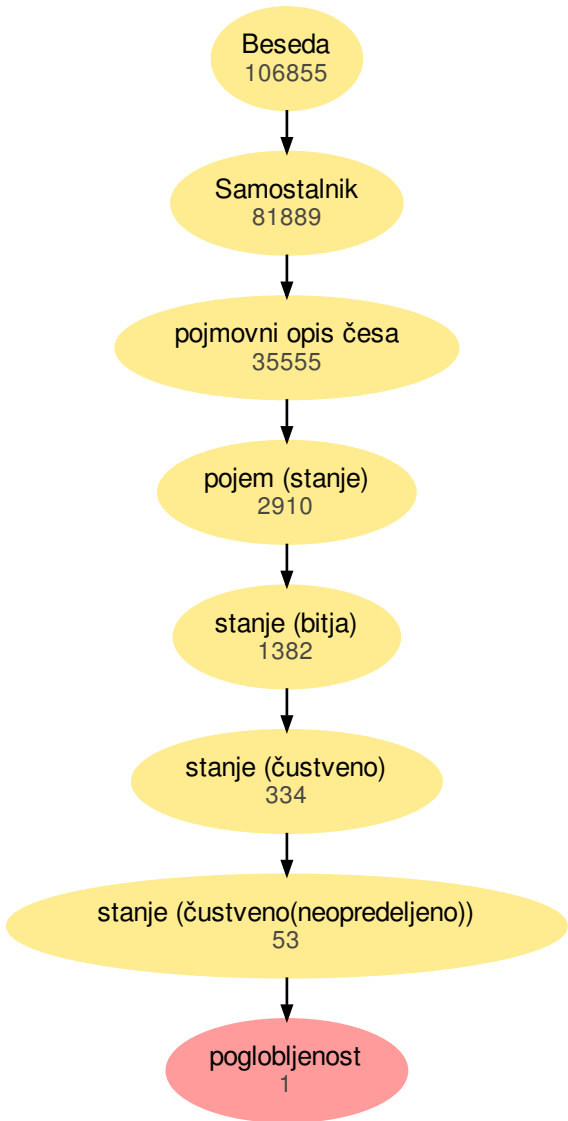 Beseda
106855
Samostalnik
81889
pojmovni opis česa
35555
pojem (stanje)
2910
stanje (bitja)
1382
stanje (čustveno)
334
stanje (čustveno(neopredeljeno))
53
poglobljenost
1